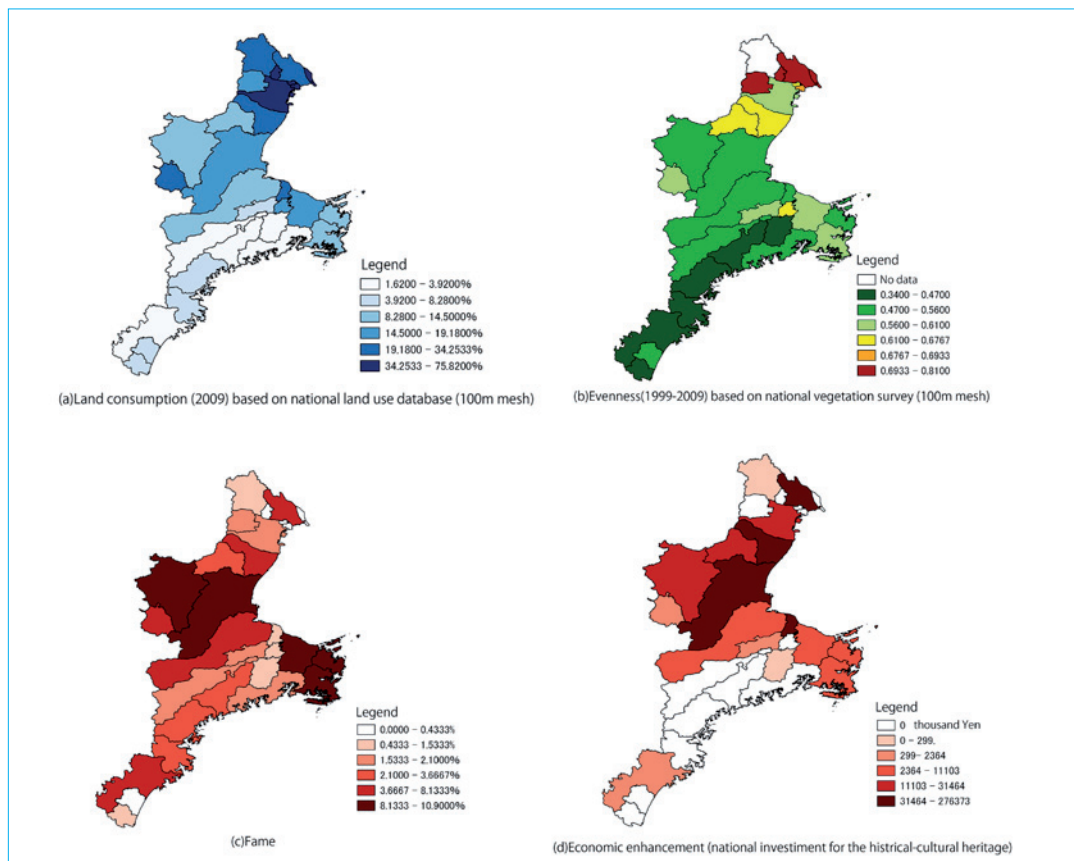 Legend
1.6200 – 3.9200%
3.9200 – 8.2800%
8.2800 – 14.5000%
14.5000 – 19.1800%
19.1800 – 34.2533%
34.2533 – 75.8200%
(a)Land consumption (2009) based on national land use database (100m mesh)
Legend
No data
0.3400 – 0.4700
0.4700 – 0.5600
0.5600 – 0.6100
0.6100 – 0.6767
0.6767 – 0.6933
0.6933 – 0.8100
(b)Evenness(1999-2009) based on national vegetation survey (100m mesh)
Legend
0.0000 – 0.4333%
0.4333 – 1.5333%
1.5333 – 2.1000%
2.1000 – 3.6667%
3.6667 – 8.1333%
8.1333 – 10.9000%
(c)Fame
Legend
0 thousand Yen
0 – 299.
299– 2364
2364 – 11103
11103 – 31464
31464 – 276373
(d)Economic enhancement (national investiment for the histrical-cultural heritage)